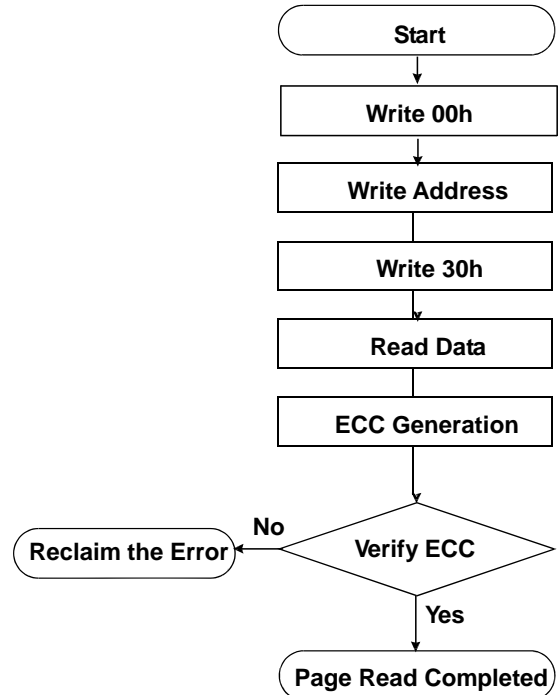 Start
Write 00h
Write Address
Write 30h
Read Data
ECC Generation
Verify ECC
No
Reclaim the Error
Yes
Page Read Completed